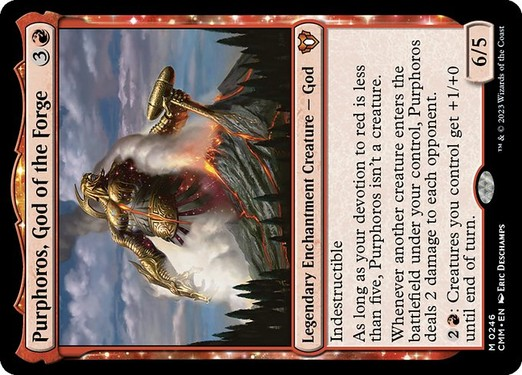 Purphoros, God of the Forge 3
Legendary Enchantment Creature — God
Indestructible
As long as your devotion to red is less
than five, Purphoros isn't a creature.
Whenever another creature enters the
battlefield under your control, Purphoros
deals 2 damage to each opponent.
2 : Creatures you control get +1/+0
until end of turn.
6/5
M 0246
CMM • EN ERIC DESCHAMPS
™ & © 2023 Wizards of the Coast